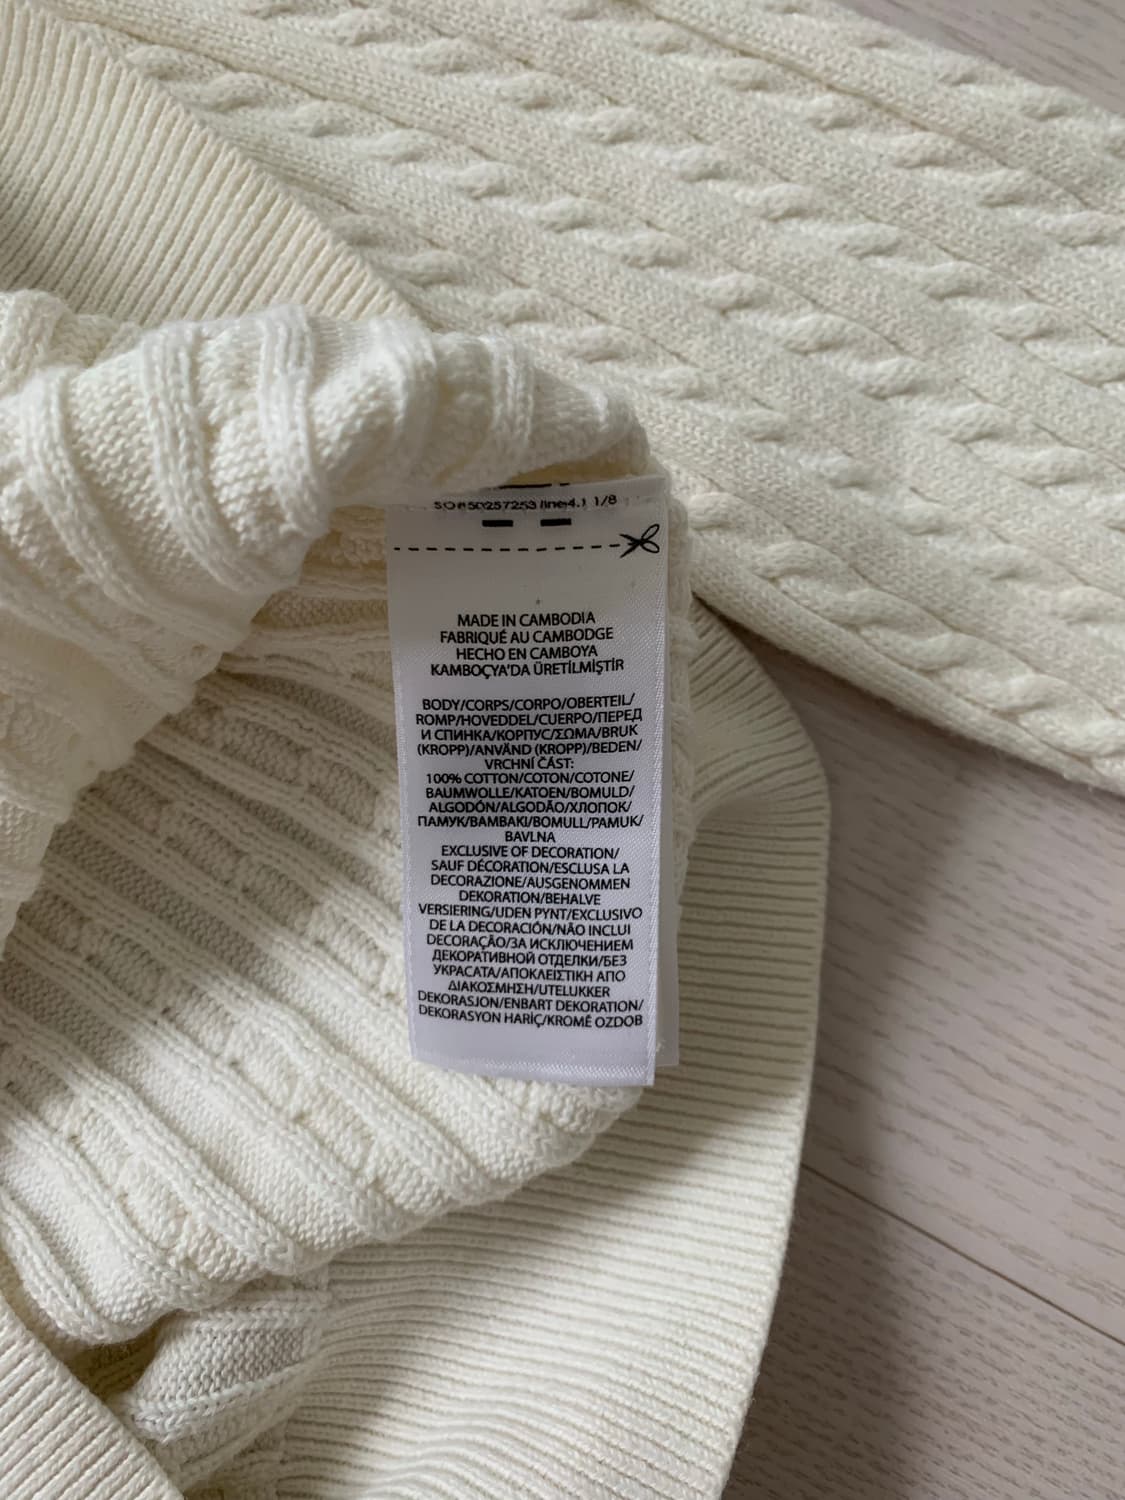 SO#50257253 line4.1 1/8
MADE IN CAMBODIA
FABRIQUÉ AU CAMBODGE
HECHO EN CAMBOYA
KAMBOÇYA'DA ÜRETİLMİŞTİR
BODY/CORPS/CORPO/OBERTEIL/
ROMP/HOVEDDEL/CUERPO/ПЕРЕД
И СПИНКА/КОРПУС/ΣΩΜΑ/BRUK
(KROPP)/ANVÄND (KROPP)/BEDEN/
VRCHNÍ ČÁST:
100% COTTON/COTON/COTONE/
BAUMWOLLE/KATOEN/BOMULD/
ALGODÓN/ALGODÃO/ХЛОПОК/
ПАМУК/ΒΑΜΒΑΚΙ/BOMULL/PAMUK/
BAVLNA
EXCLUSIVE OF DECORATION/
SAUF DÉCORATION/ESCLUSA LA
DECORAZIONE/AUSGENOMMEN
DEKORATION/BEHALVE
VERSIERING/UDEN PYNT/EXCLUSIVO
DE LA DECORACIÓN/NÃO INCLUI
DECORAÇÃO/ЗА ИСКЛЮЧЕНИЕМ
ДЕКОРАТИВНОЙ ОТДЕЛКИ/БЕЗ
УКРАСАТА/ΑΠΟΚΛΕΙΣΤΙΚΗ ΑΠΟ
ΔΙΑΚΟΣΜΗΣΗ/UTELUKKER
DEKORASJON/ENBART DEKORATION/
DEKORASYON HARİÇ/KROMĚ OZDOB